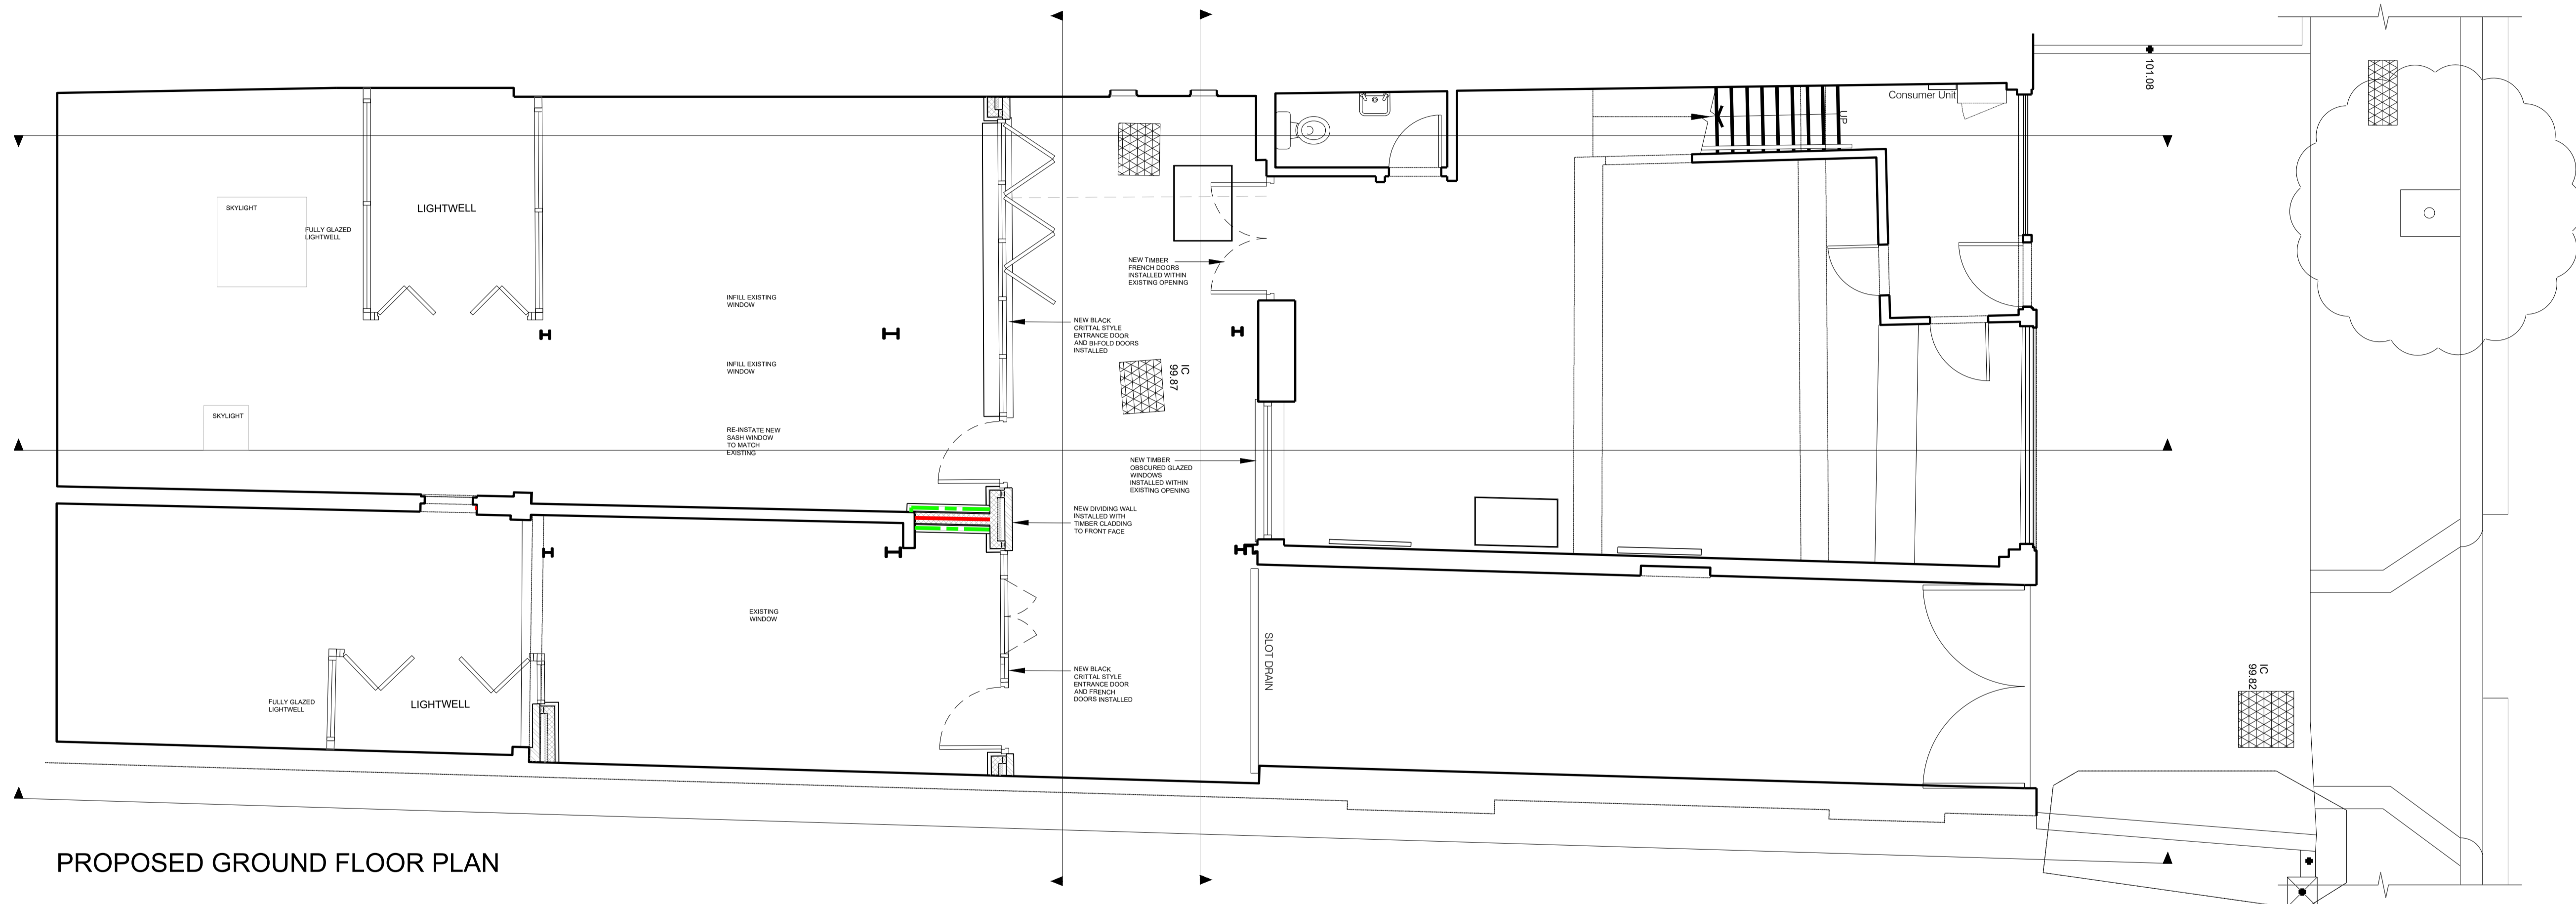 101.08
Consumer Unit
UP
SKYLIGHT
LIGHTWELL
FULLY GLAZED
LIGHTWELL
INFILL EXISTING
WINDOW
NEW TIMBER
FRENCH DOORS
INSTALLED WITHIN
EXISTING OPENING
NEW BLACK
CRITTAL STYLE
ENTRANCE DOOR
AND BI-FOLD DOORS
INSTALLED
INFILL EXISTING
WINDOW
IC
99.87
SKYLIGHT
RE-INSTATE NEW
SASH WINDOW
TO MATCH
EXISTING
NEW TIMBER
OBSCURED GLAZED
WINDOWS
INSTALLED WITHIN
EXISTING OPENING
NEW DIVIDING WALL
INSTALLED WITH
TIMBER CLADDING
TO FRONT FACE
EXISTING
WINDOW
SLOT DRAIN
NEW BLACK
CRITTAL STYLE
ENTRANCE DOOR
AND FRENCH
DOORS INSTALLED
FULLY GLAZED
LIGHTWELL
LIGHTWELL
IC
99.82
PROPOSED GROUND FLOOR PLAN